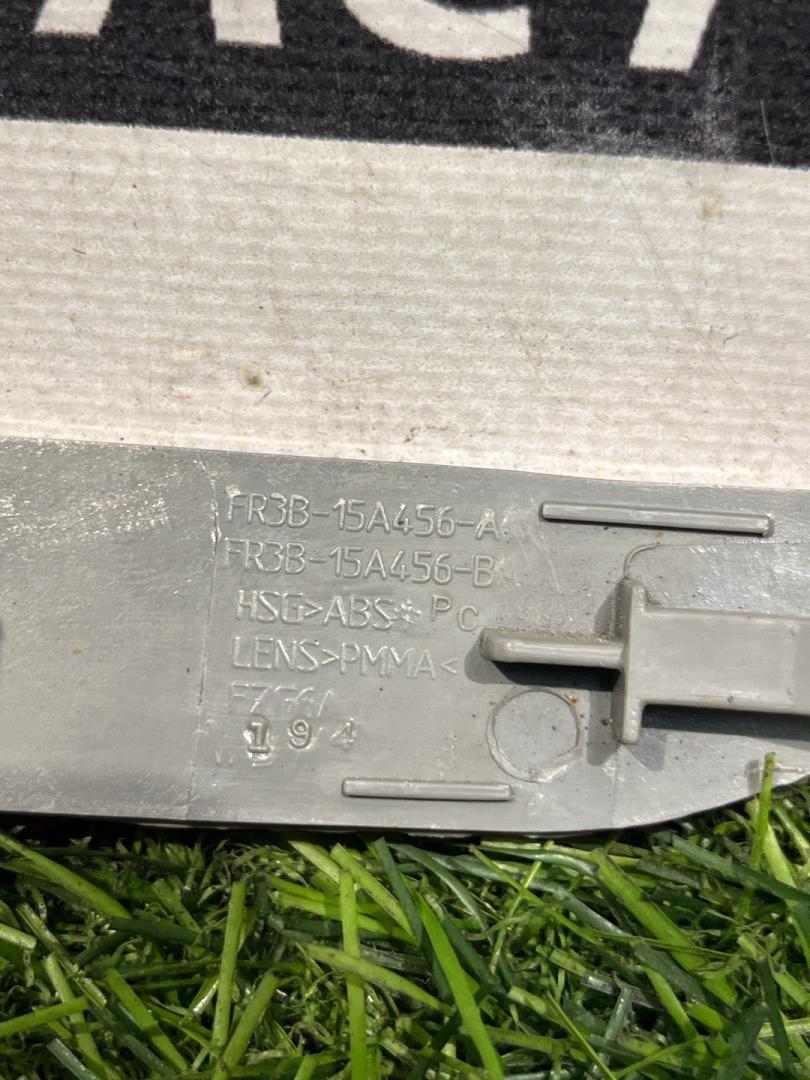 FR3B-15A456-A
FR3B-15A456-B
HSG>ABS* PC
LENS>PMMA<
194